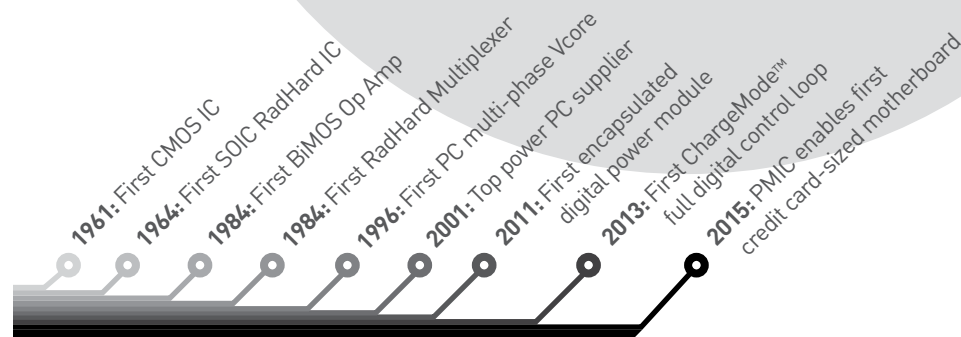 1961: First CMOS IC
1964: First SOIC RadHard IC
1984: First BiMOS Op Amp
1984: First RadHard Multiplexer
1996: First PC multi-phase Vcore
2001: Top power PC supplier
2011: First encapsulated
digital power module
2013: First ChargeMode™
full digital control loop
2015: PMIC enables first
credit card-sized motherboard